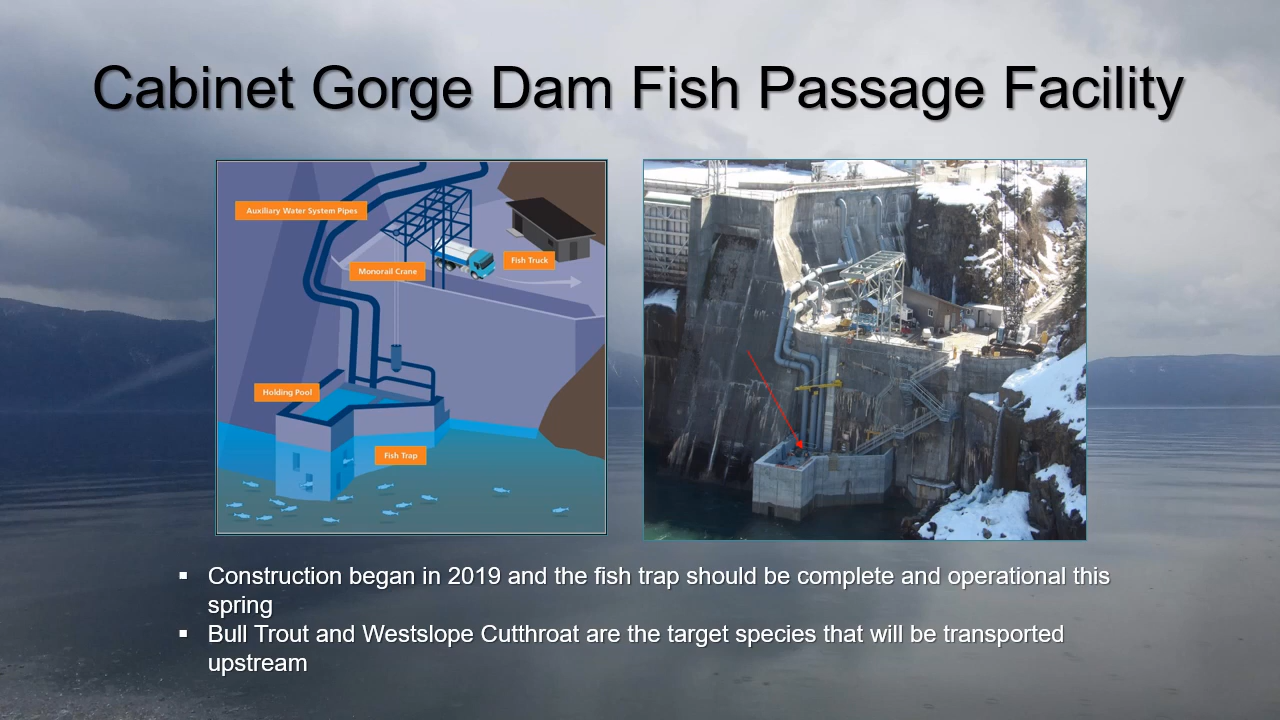 Cabinet Gorge Dam Fish Passage Facility
Auxiliary Water System Pipes
Fish Truck
Monorail Crane
Holding Pool
Fish Trap
▪ Construction began in 2019 and the fish trap should be complete and operational this
spring
▪ Bull Trout and Westslope Cutthroat are the target species that will be transported
upstream